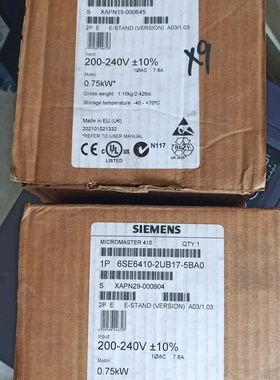 S XAPN19-000645
2P E E-STAND (VERSION) A03/1.03
Input
200-240V ±10%
1ØAC 7.8A
Motor
0.75kW*
Gross/Weight 1.10kg/2.42lbs
Storage temperature -40 - +70°C
X9
Made in EU (UK)
202101021332
*REFER TO USER MANUAL
C UL US
LISTED
CE
N117
SIEMENS
MICROMASTER 410 QTY 1
1P 6SE6410-2UB17-5BA0
S XAPN29-000904
2P E E-STAND (VERSION) A03/1.03
Input
200-240V ±10%
1ØAC 7.8A
Motor
0.75kW